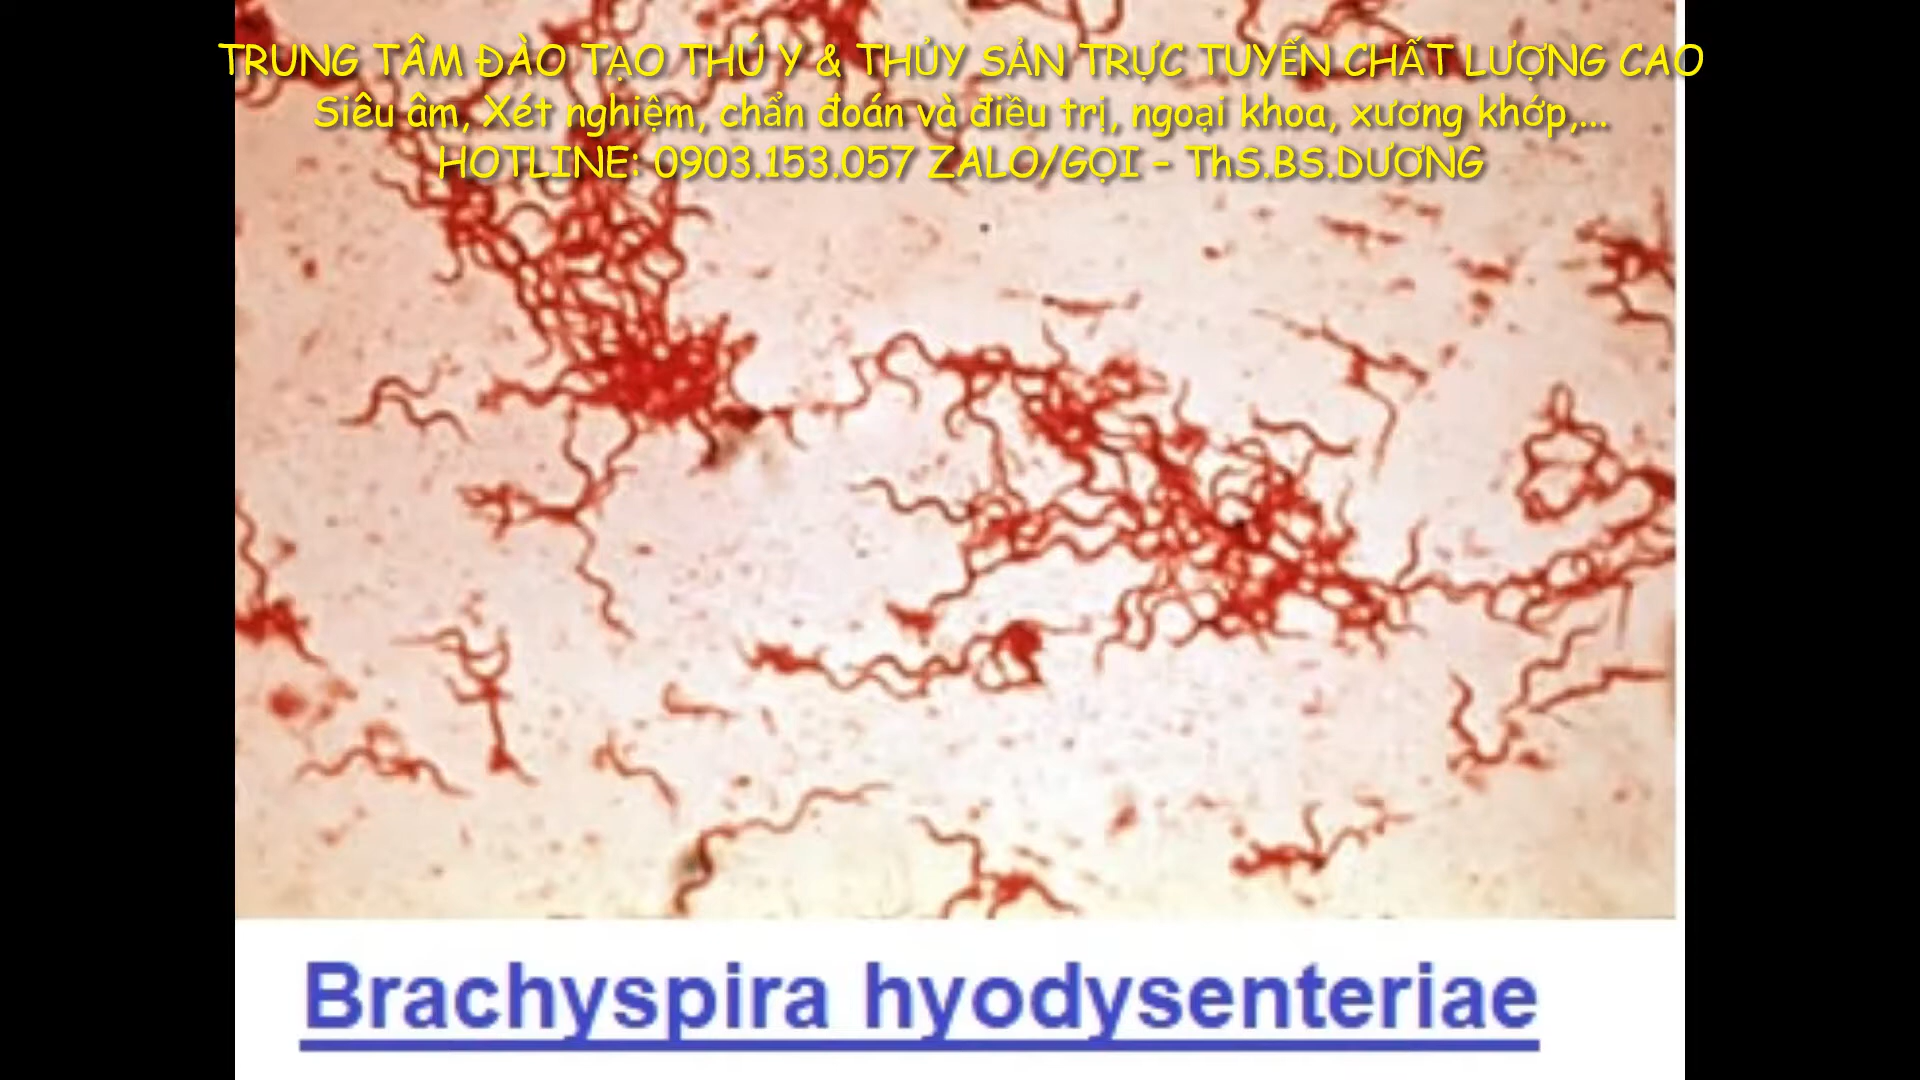 TRUNG TÂM ĐÀO TẠO THÚ Y & THỦY SẢN TRỰC TUYẾN CHẤT LƯỢNG CAO
Siêu âm, Xét nghiệm, chẩn đoán và điều trị, ngoại khoa, xương khớp,...
HOTLINE: 0903.153.057 ZALO/GỌI - ThS.BS.DƯƠNG
Brachyspira hyodysenteriae